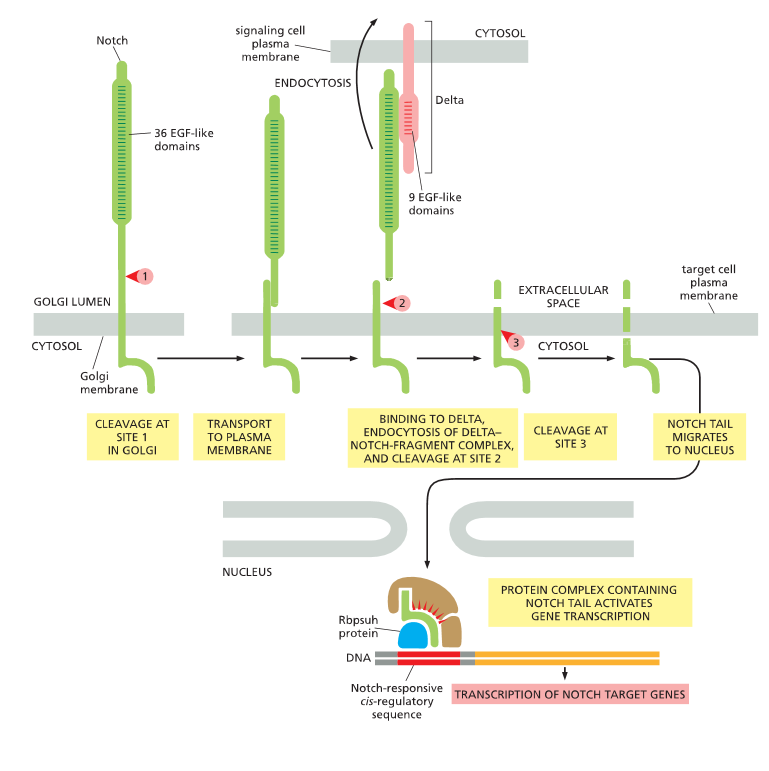 Notch
36 EGF-like
domains
1
GOLGI LUMEN
CYTOSOL
Golgi
membrane
signaling cell
plasma
membrane
CYTOSOL
ENDOCYTOSIS
Delta
9 EGF-like
domains
2
3
EXTRACELLULAR
SPACE
CYTOSOL
target cell
plasma
membrane
CLEAVAGE AT
SITE 1
IN GOLGI
TRANSPORT
TO PLASMA
MEMBRANE
BINDING TO DELTA,
ENDOCYTOSIS OF DELTA–
NOTCH-FRAGMENT COMPLEX,
AND CLEAVAGE AT SITE 2
CLEAVAGE AT
SITE 3
NOTCH TAIL
MIGRATES
TO NUCLEUS
NUCLEUS
PROTEIN COMPLEX CONTAINING
NOTCH TAIL ACTIVATES
GENE TRANSCRIPTION
Rbpsuh
protein
DNA
Notch-responsive
cis-regulatory
sequence
TRANSCRIPTION OF NOTCH TARGET GENES